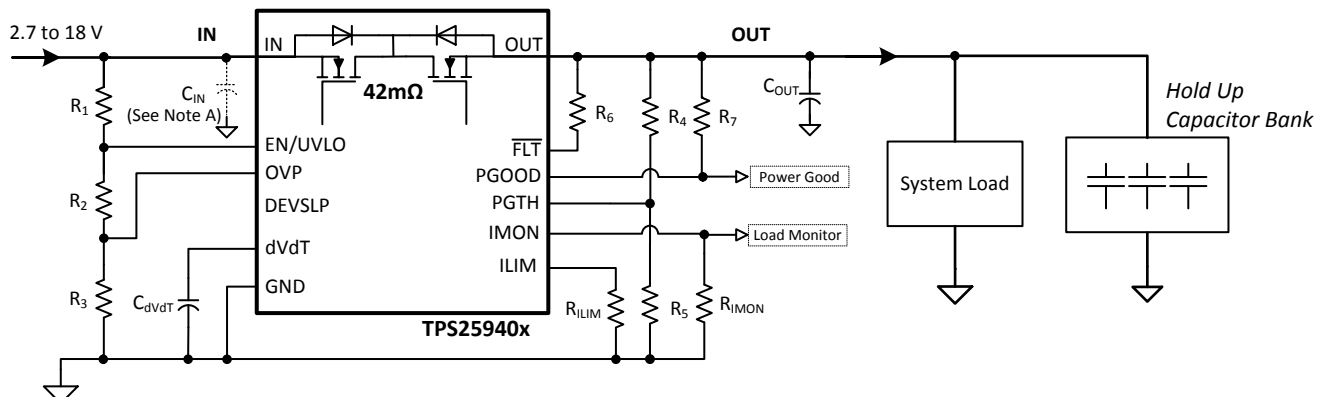 2.7 to 18 V
IN
IN
OUT
OUT
42mΩ
R1
CIN
(See Note A)
R6
R4
R7
COUT
Hold Up
Capacitor Bank
EN/UVLO
FLT
OVP
PGOOD
Power Good
System Load
R2
DEVSLP
PGTH
IMON
Load Monitor
dVdT
ILIM
R3
CdVdT
GND
RILIM
R5
RIMON
TPS25940x